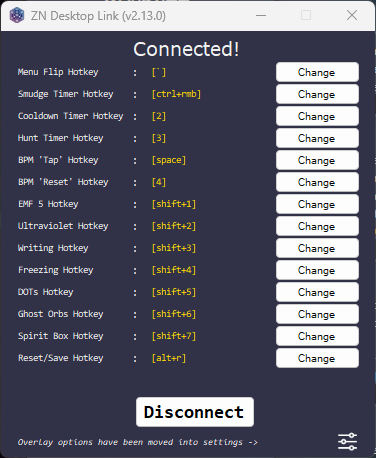 ZN Desktop Link (v2.13.0)
Connected!
Menu Flip Hotkey : [`] Change
Smudge Timer Hotkey : [ctrl+rmb] Change
Cooldown Timer Hotkey : [2] Change
Hunt Timer Hotkey : [3] Change
BPM 'Tap' Hotkey : [space] Change
BPM 'Reset' Hotkey : [4] Change
EMF 5 Hotkey : [shift+1] Change
Ultraviolet Hotkey : [shift+2] Change
Writing Hotkey : [shift+3] Change
Freezing Hotkey : [shift+4] Change
DOTs Hotkey : [shift+5] Change
Ghost Orbs Hotkey : [shift+6] Change
Spirit Box Hotkey : [shift+7] Change
Reset/Save Hotkey : [alt+r] Change
Disconnect
Overlay options have been moved into settings ->